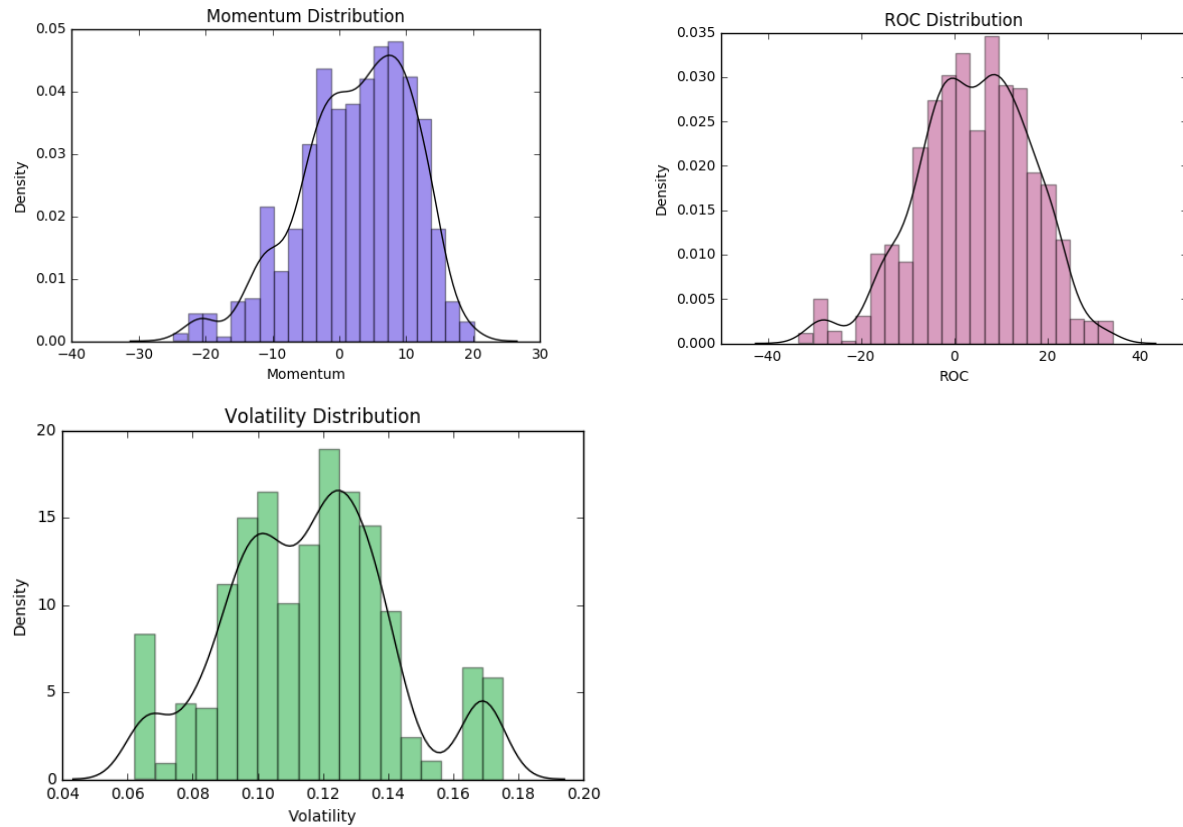 Momentum Distribution
0.05
0.04
0.03
0.02
0.01
0.00
Density
−40 −30 −20 −10 0 10 20 30
Momentum
ROC Distribution
0.035
0.030
0.025
0.020
0.015
0.010
0.005
0.000
Density
−40 −20 0 20 40
ROC
Volatility Distribution
20
15
10
5
0
Density
0.04 0.06 0.08 0.10 0.12 0.14 0.16 0.18 0.20
Volatility